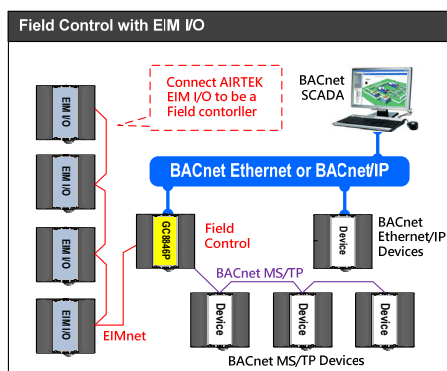 Field Control with EIM I/O
Connect AIRTEK
EIM I/O to be a
Field contorller
BACnet
SCADA
EIM I/O
EIM I/O
EIM I/O
EIM I/O
BACnet Ethernet or BACnet/IP
GC8846P
Field
Control
Device
BACnet
Ethernet/IP
Devices
BACnet MS/TP
Device
Device
Device
EIMnet
BACnet MS/TP Devices